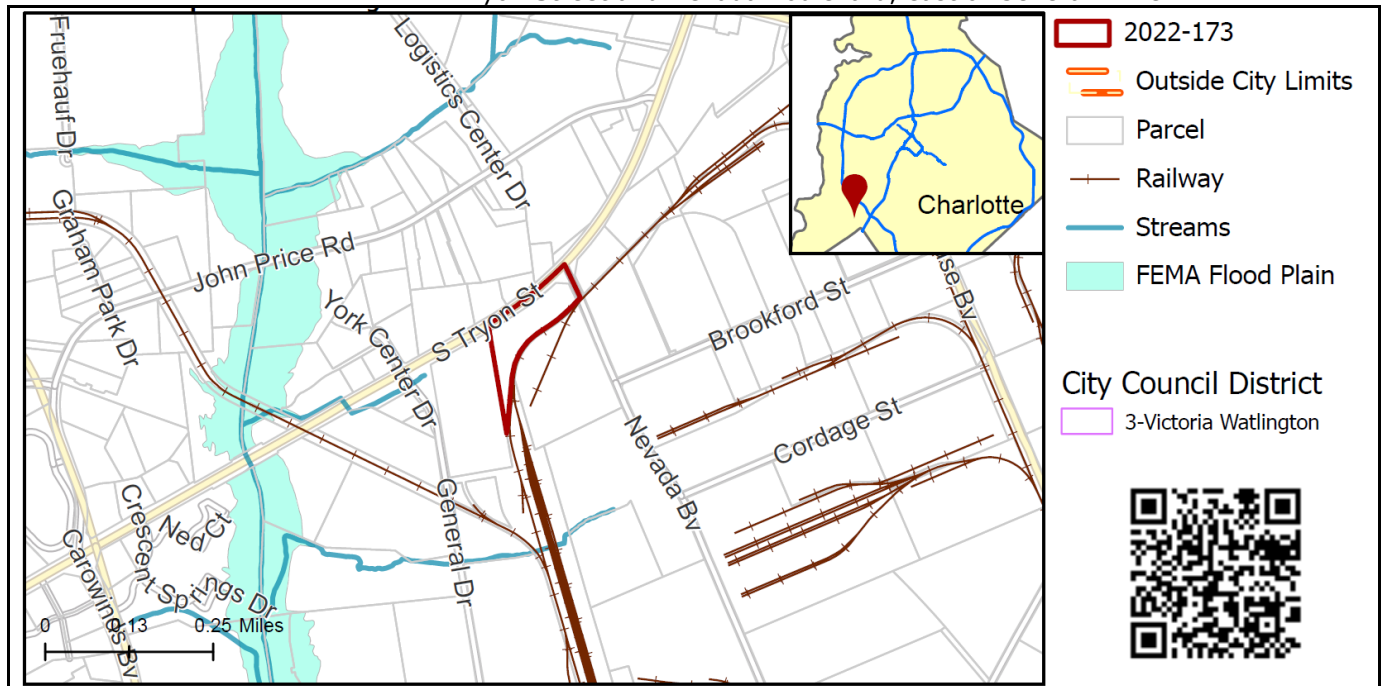 Fruehauf Dr
Logistics Center Dr
Graham Park Dr
John Price Rd
York Center Dr
S Tryon St
Brookford St
Cordage St
Nevada Bv
General Dr
Ned Ct
Crescent Springs Dr
Carowinds Bv
0 0.13 0.25 Miles
Charlotte
2022-173
Outside City Limits
Parcel
Railway
Streams
FEMA Flood Plain
City Council District
3-Victoria Watlington